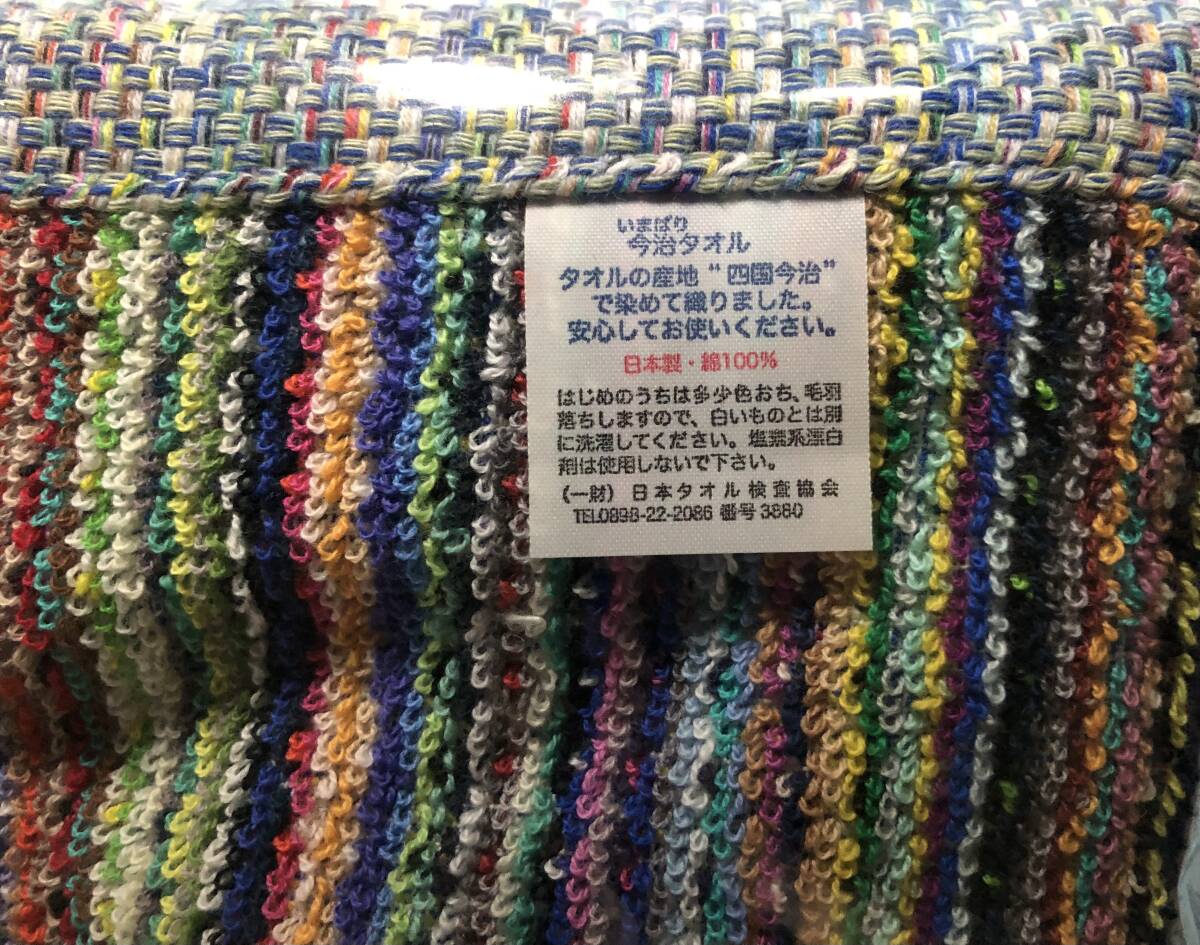 いまばり
今治タオル
タオルの産地“四国今治”
で染めて織りました。
安心してお使いください。
日本製・綿100%
はじめのうちは多少色おち、毛羽
落ちしますので、白いものとは別
に洗濯してください。塩素系漂白
剤は使用しないで下さい。
(一財)日本タオル検査協会
TEL0898-22-2086 番号3860